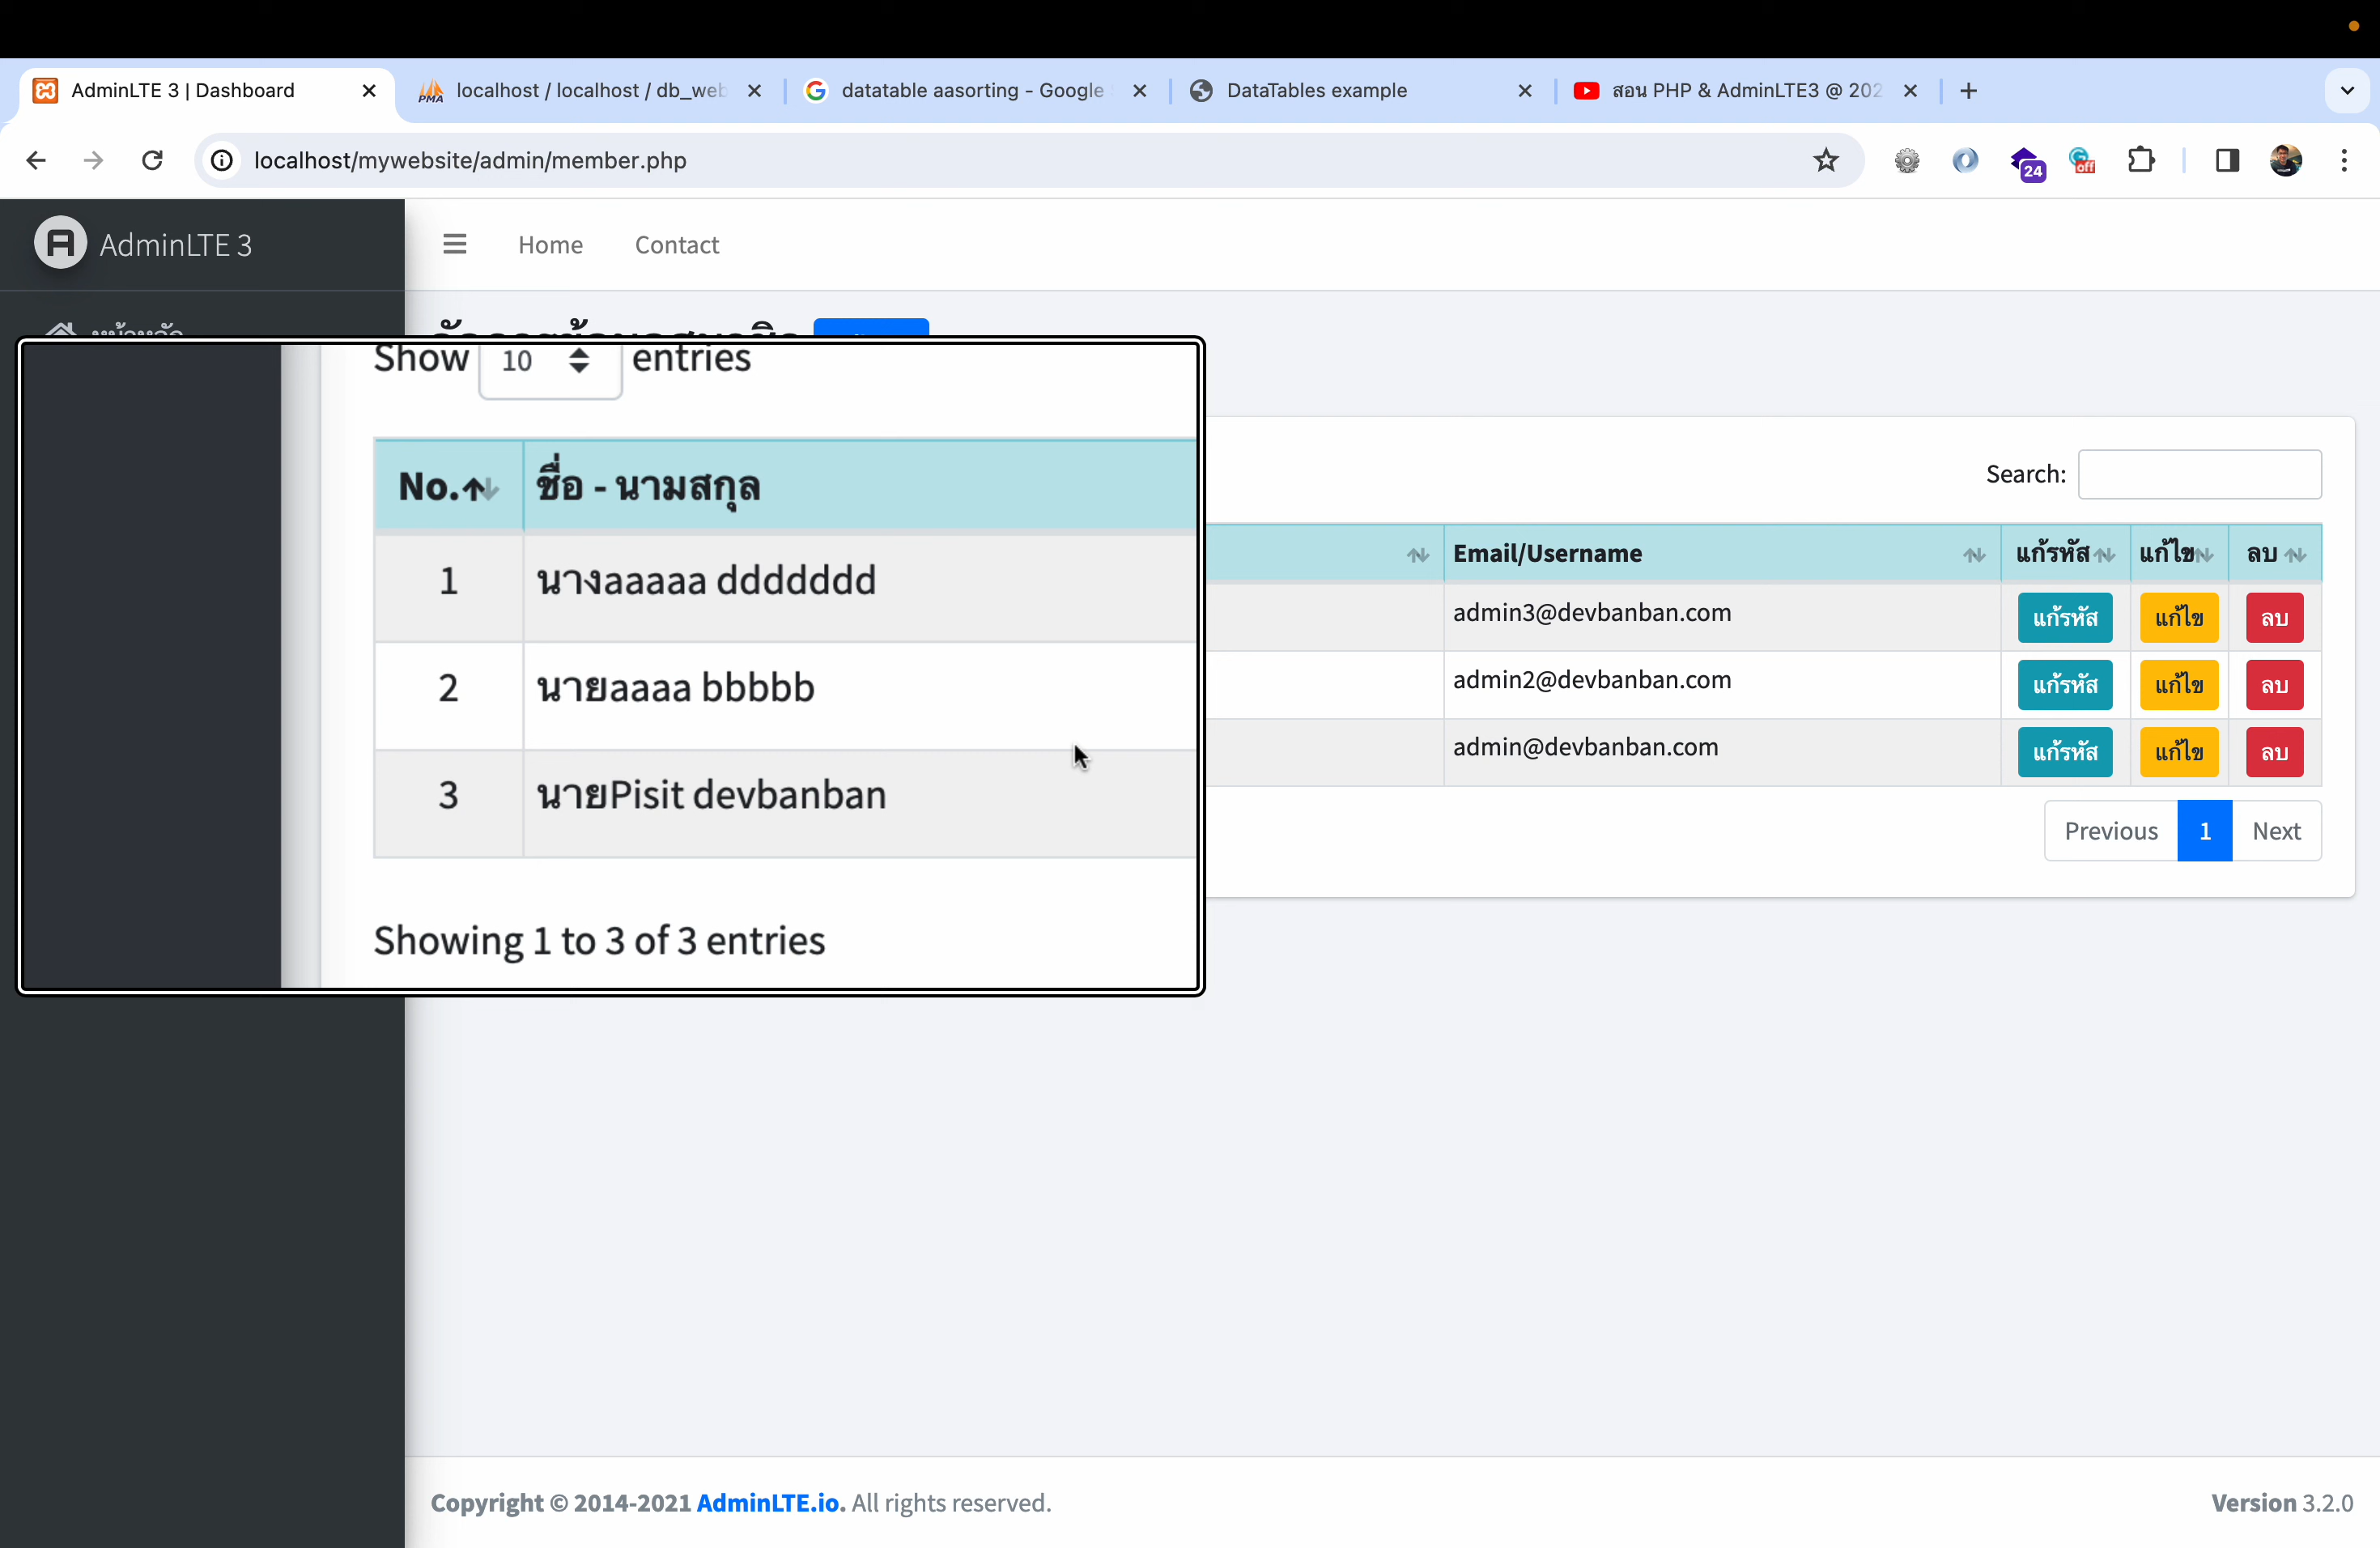 AdminLTE 3 | Dashboard
localhost / localhost / db_web
datatable aasorting - Google
DataTables example
สอน PHP & AdminLTE3 @ 202
localhost/mywebsite/admin/member.php
24
off
AdminLTE 3
Home
Contact
Show 10 entries
Search:
No. ชื่อ - นามสกุล
Email/Username แก้รหัส แก้ไข ลบ
1 นางaaaaa ddddddd
admin3@devbanban.com แก้รหัส แก้ไข ลบ
2 นายaaaa bbbbb
admin2@devbanban.com แก้รหัส แก้ไข ลบ
3 นายPisit devbanban
admin@devbanban.com แก้รหัส แก้ไข ลบ
Showing 1 to 3 of 3 entries
Previous 1 Next
Copyright © 2014-2021 AdminLTE.io. All rights reserved.
Version 3.2.0